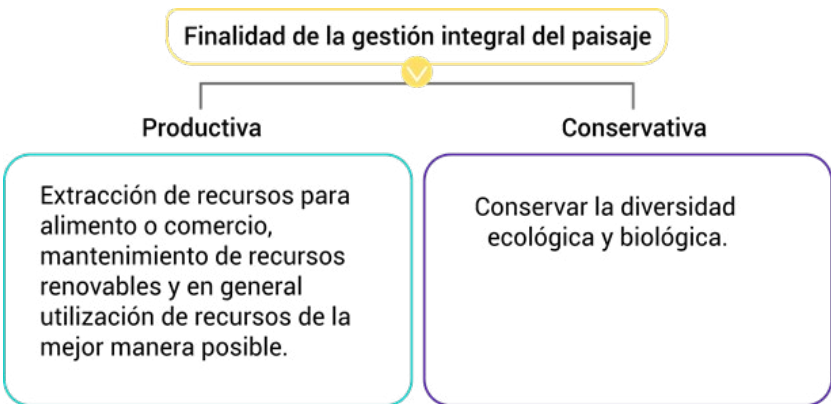 Finalidad de la gestión integral del paisaje
Productiva
Extracción de recursos para
alimento o comercio,
mantenimiento de recursos
renovables y en general
utilización de recursos de la
mejor manera posible.
Conservativa
Conservar la diversidad
ecológica y biológica.